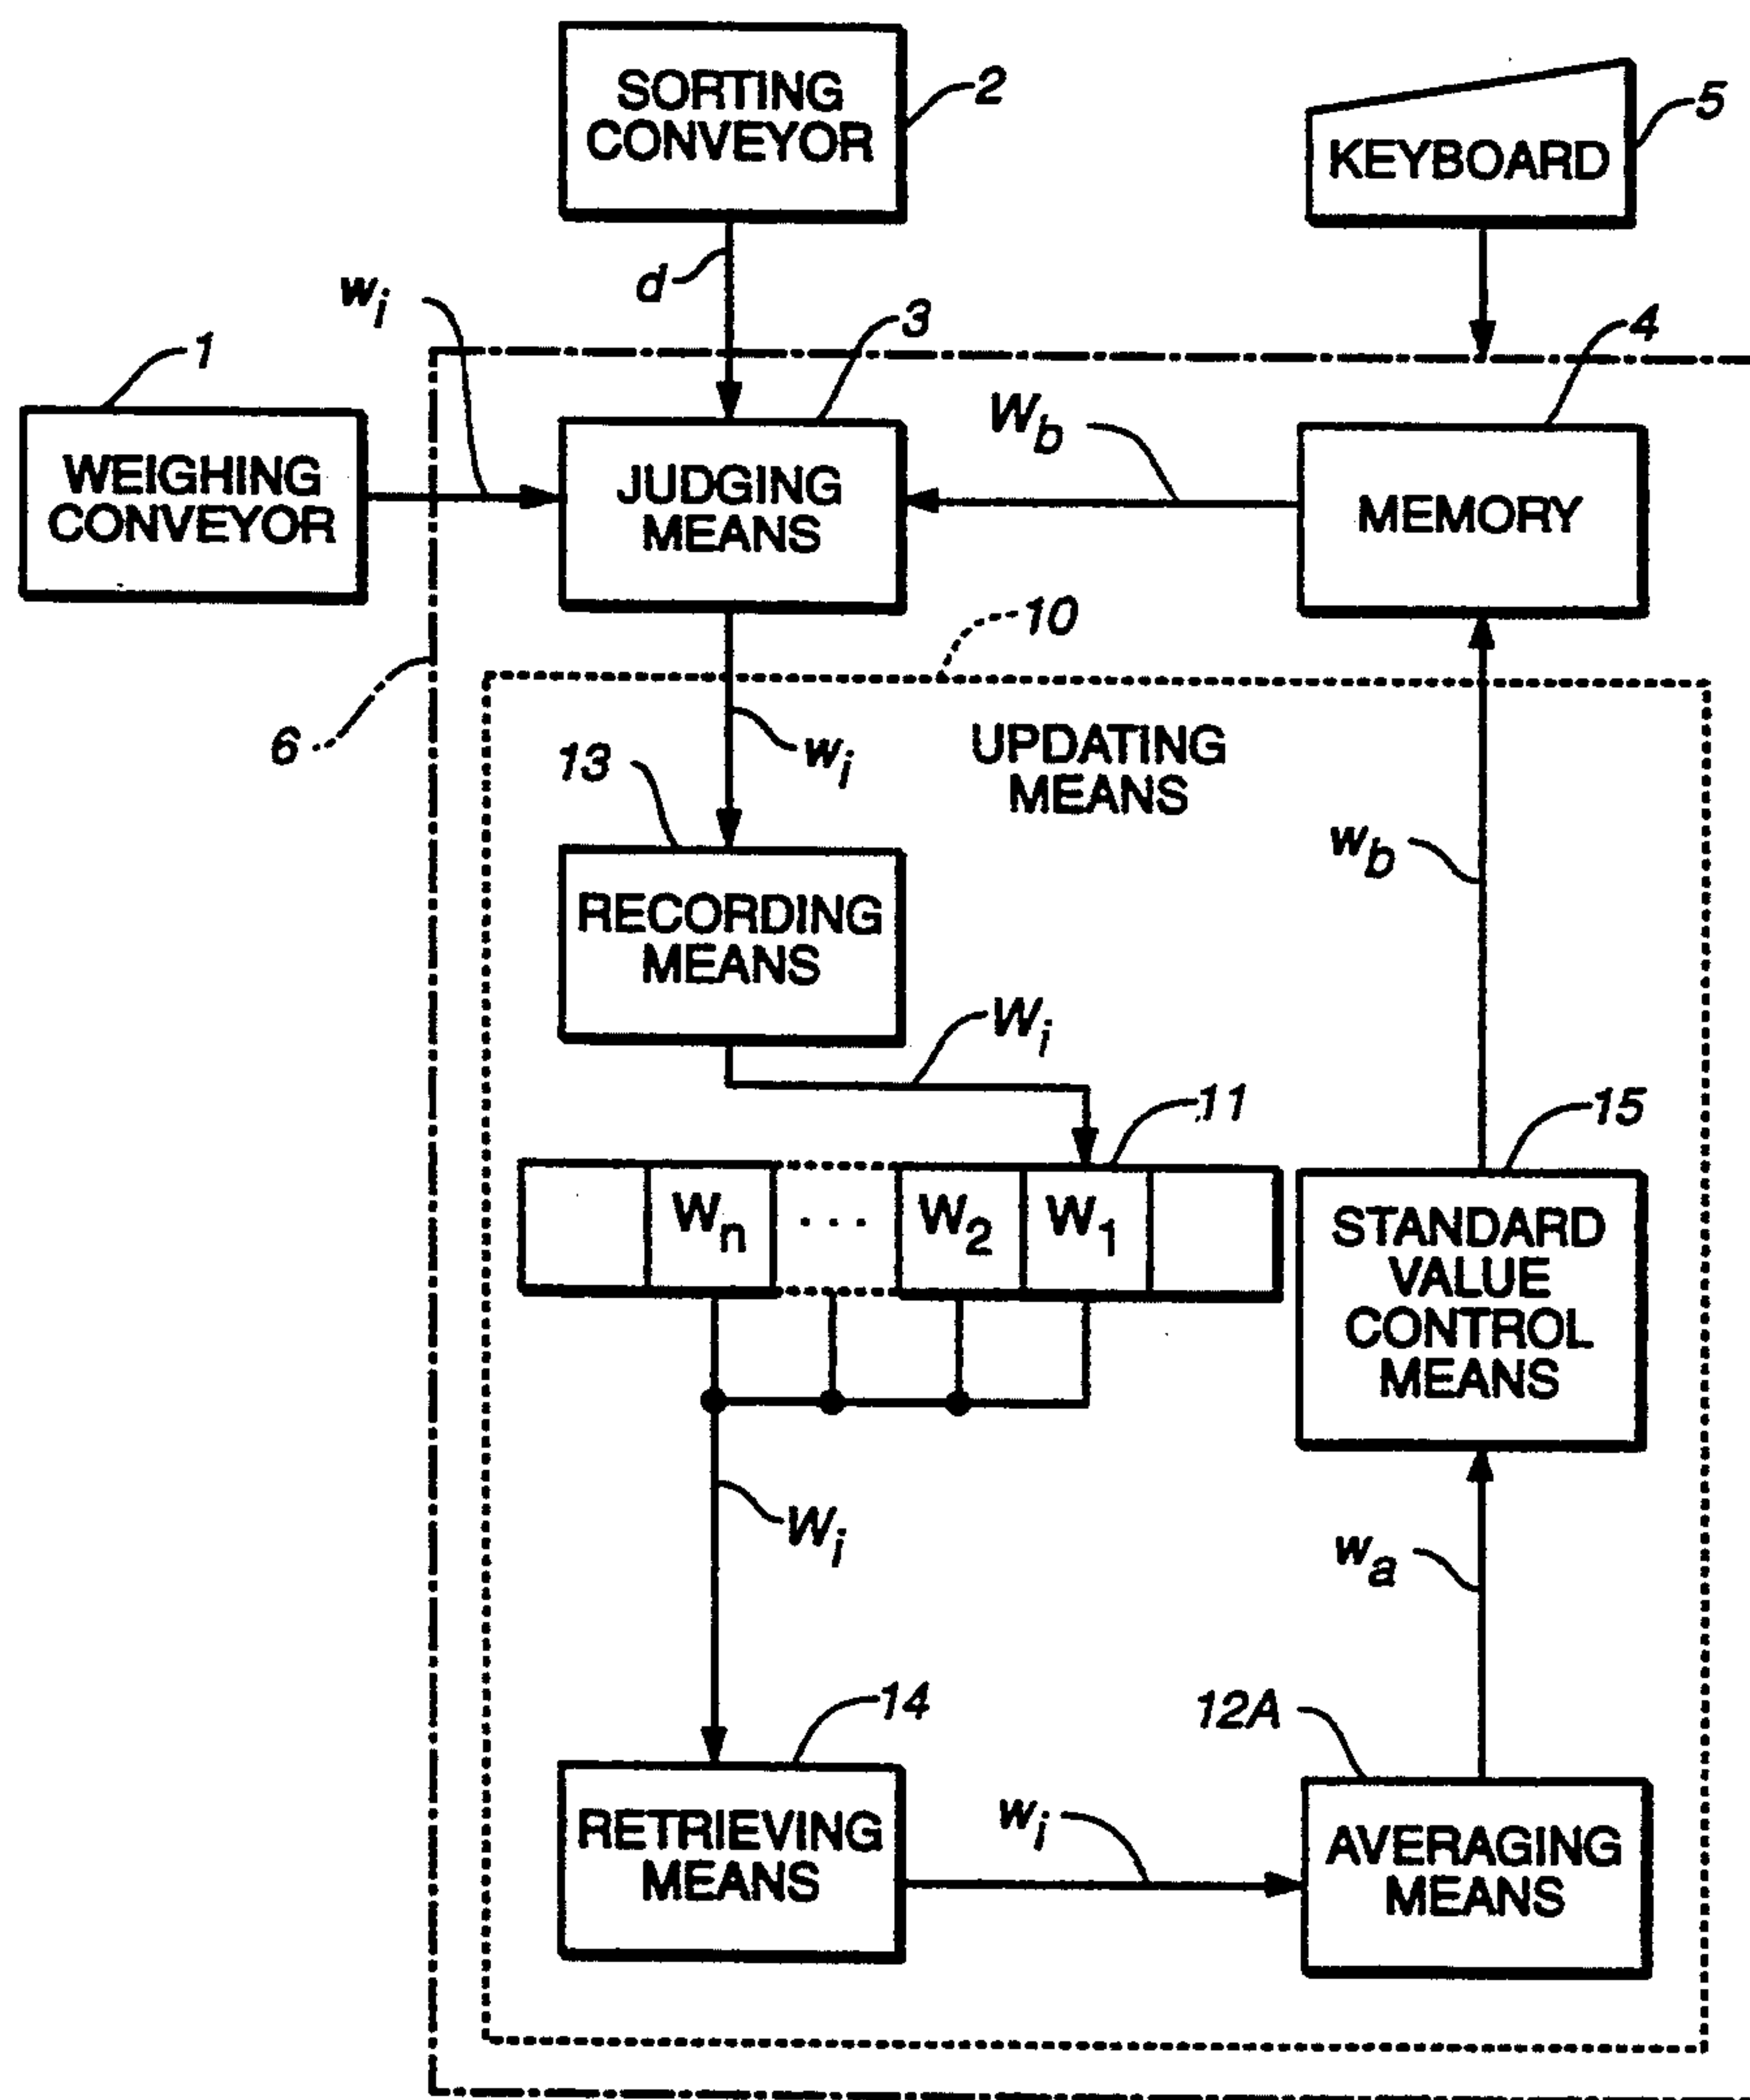 SORTING
CONVEYOR
2
KEYBOARD
5
d
wi
3
4
1
WEIGHING
CONVEYOR
JUDGING
MEANS
Wb
MEMORY
10
6
wi
UPDATING
MEANS
13
wb
RECORDING
MEANS
Wi
11
15
Wn
...
W2
W1
STANDARD
VALUE
CONTROL
MEANS
Wi
wa
14
12A
RETRIEVING
MEANS
wi
AVERAGING
MEANS